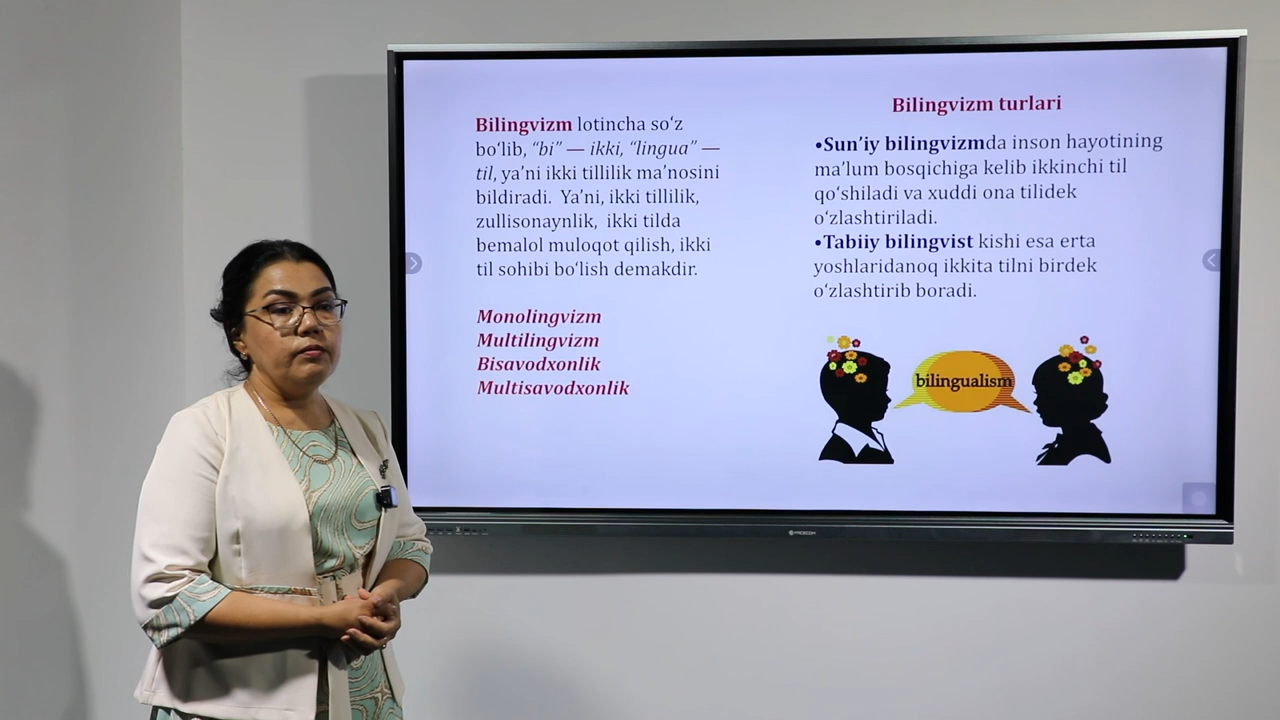 Bilingvizm lotincha so‘z
bo‘lib, “bi” — ikki, “lingua” —
til, ya’ni ikki tillilik ma’nosini
bildiradi. Ya’ni, ikki tillilik,
zullisonaynlik, ikki tilda
bemalol muloqot qilish, ikki
til sohibi bo‘lish demakdir.
Monolingvizm
Multilingvizm
Bisavodxonlik
Multisavodxonlik
Bilingvizm turlari
•Sun’iy bilingvizmda inson hayotining
ma’lum bosqichiga kelib ikkinchi til
qo‘shiladi va xuddi ona tilidek
o‘zlashtiriladi.
•Tabiiy bilingvist kishi esa erta
yoshlaridanoq ikkita tilni birdek
o‘zlashtirib boradi.
bilingualism